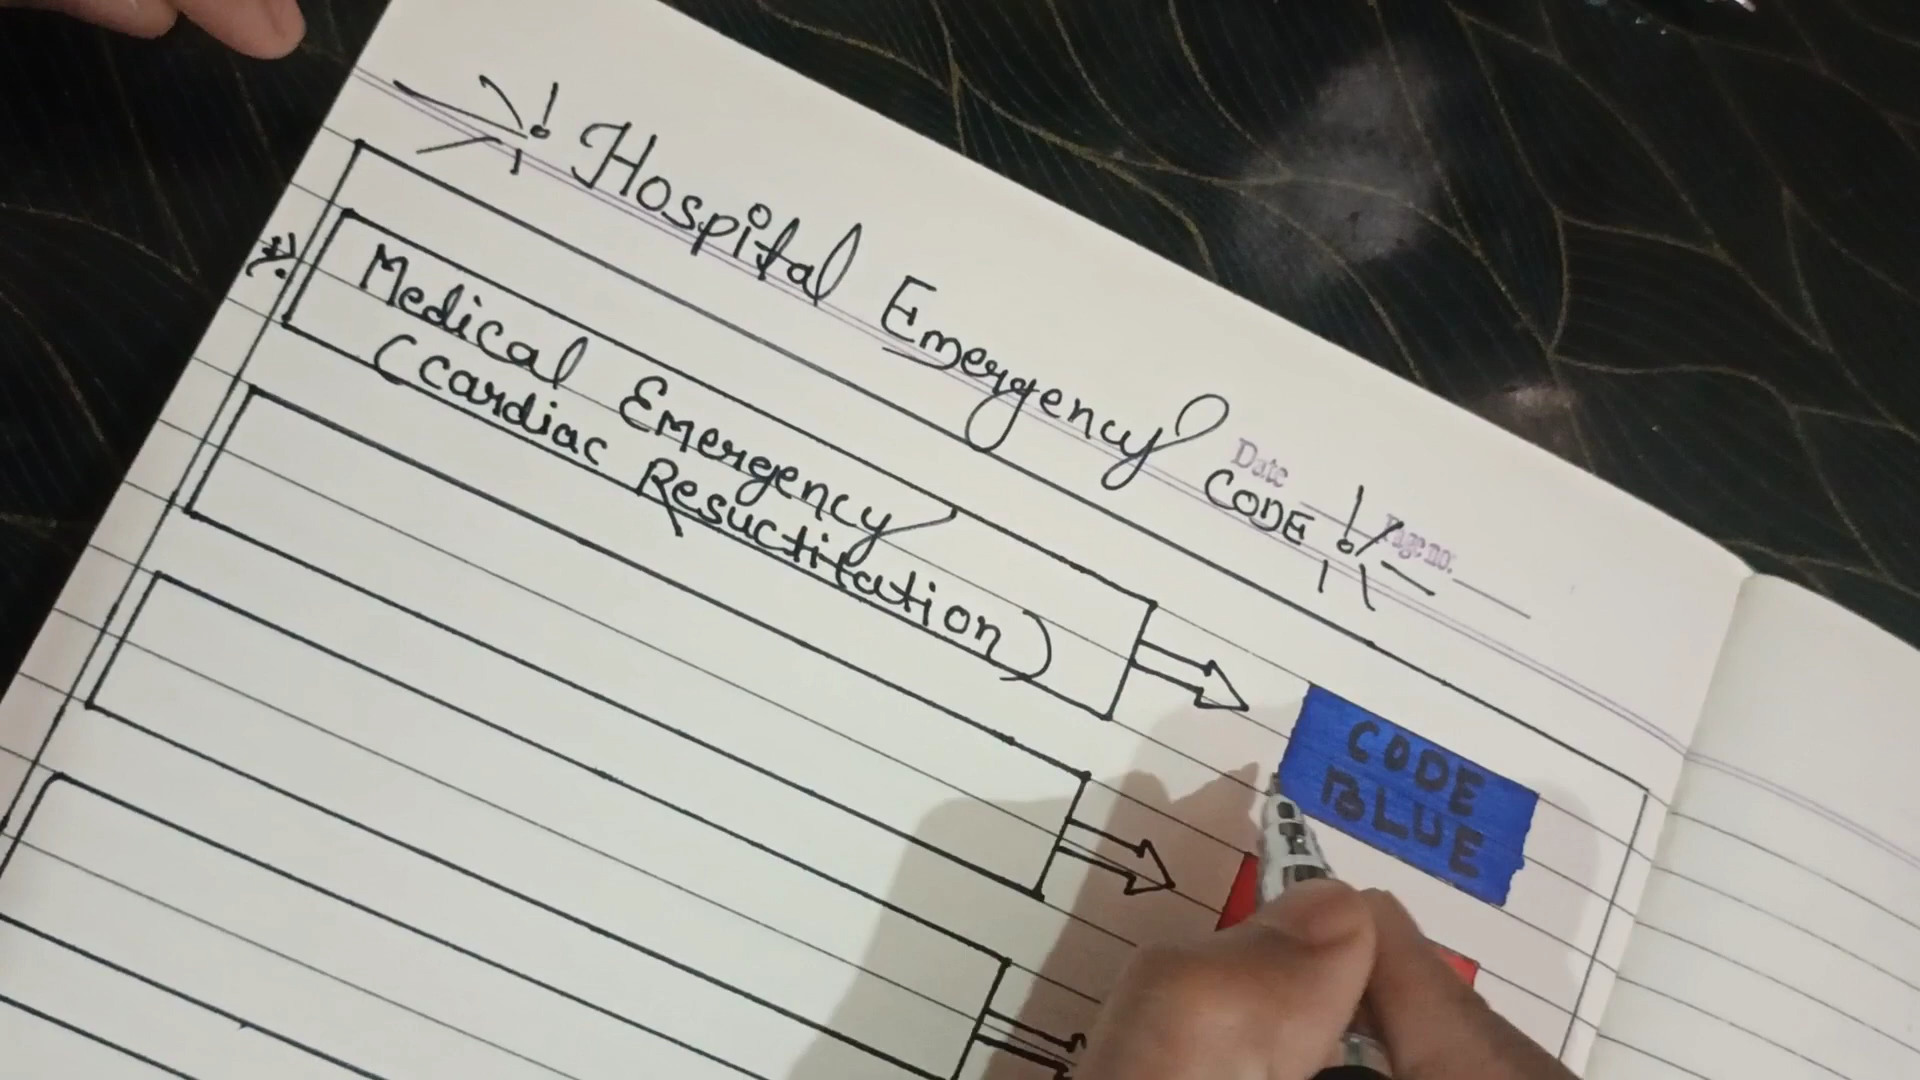 ! Hospital Emergency CODE !
Date
Page no.
Medical Emergency
(Cardiac Resuctitation)
CODE
BLUE